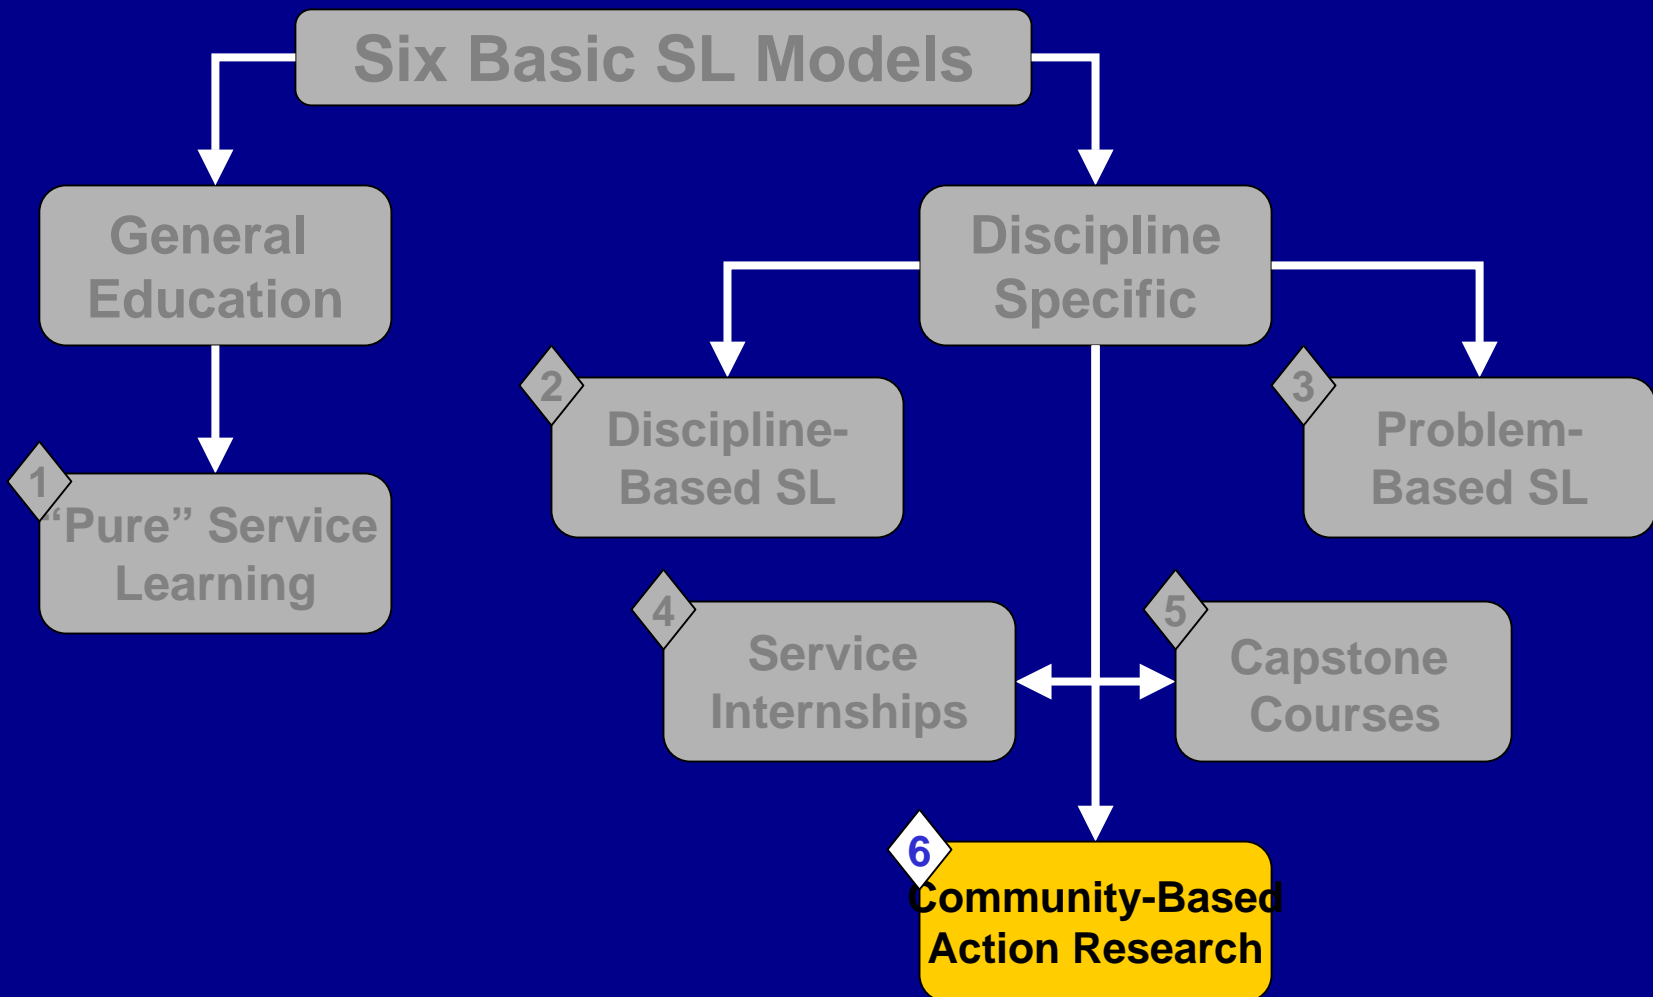 Six Basic SL Models
General
Education
Discipline
Specific
1
“Pure” Service
Learning
2
Discipline-
Based SL
3
Problem-
Based SL
4
Service
Internships
5
Capstone
Courses
6
Community-Based
Action Research